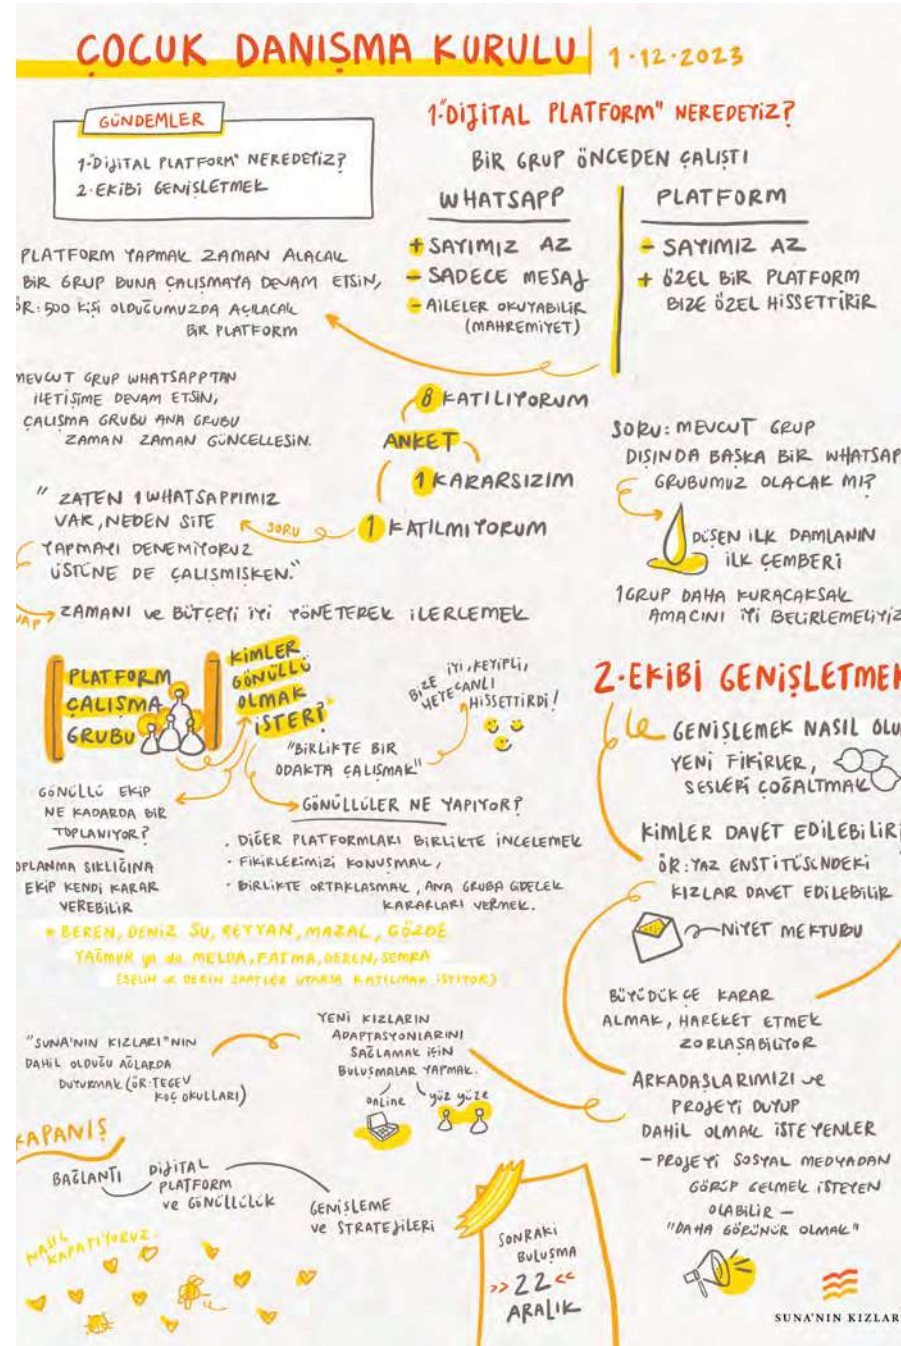 ÇOCUK DANIŞMA KURULU 1.12.2023
GÜNDEMLER
1-"DİJİTAL PLATFORM" NEREDEYİZ?
2-EKİBİ GENİŞLETMEK
1-"DİJİTAL PLATFORM" NEREDEYİZ?
BİR GRUP ÖNCEDEN ÇALIŞTI
WHATSAPP
+ SAYIMIZ AZ
- SADECE MESAJ
- AİLELER OKUYABİLİR
(MAHREMİYET)
PLATFORM
- SAYIMIZ AZ
+ ÖZEL BİR PLATFORM
BİZE ÖZEL HİSSETTİRİR
PLATFORM YAPMAK ZAMAN ALACAK
BİR GRUP BUNA ÇALIŞMAYA DEVAM ETSİN,
ÖR: 500 KİŞİ OLDUĞUMUZDA AÇILACAK
BİR PLATFORM
MEVCUT GRUP WHATSAPPTAN
İLETİŞİME DEVAM ETSİN,
ÇALIŞMA GRUBU ANA GRUBU
ZAMAN ZAMAN GÜNCELLESİN.
ANKET
8 KATILIYORUM
1 KARARSIZIM
1 KATILMIYORUM
SORU
"ZATEN 1 WHATSAPPIMIZ
VAR, NEDEN SİTE
YAPMAYI DENEMİYORUZ
ÜSTÜNE DE ÇALIŞMIŞKEN."
ZAMANI ve BÜTÇEYİ İYİ YÖNETEREK İLERLEMEK
SORU: MEVCUT GRUP
DIŞINDA BAŞKA BİR WHATSAP
GRUBUMUZ OLACAK MI?
DÜŞEN İLK DAMLANIN
İLK ÇEMBERİ
1 GRUP DAHA KURACAKSAK
AMACINI İYİ BELİRLEMELİYİZ
PLATFORM
ÇALIŞMA
GRUBU
KİMLER
GÖNÜLLÜ
OLMAK
İSTER?
"BİRLİKTE BİR
ODAKTA ÇALIŞMAK"
BİZE İYİ, KEYİFLİ,
HEYECANLI
HİSSETTİRDİ!
GÖNÜLLÜ EKİP
NE KADARDA BİR
TOPLANIYOR?
OPLANMA SIKLIĞINA
EKİP KENDİ KARAR
VEREBİLİR
GÖNÜLLÜLER NE YAPIYOR?
. DİĞER PLATFORMLARI BİRLİKTE İNCELEMEK
• FİKİRLERİMİZİ KONUŞMAK,
• BİRLİKTE ORTAKLAŞMAK, ANA GRUBA GİDECEK
KARARLARI VERMEK.
* BEREN, DENİZ SU, REYYAN, MAZAL, GÖZDE
YAĞMUR ya da MELDA, FATMA, DEREN, SEMRA
(SELİN ve DERİN SAATLER UYARSA KATILMAK İSTİYOR)
2-EKİBİ GENİŞLETMEK
GENİŞLEMEK NASIL OLU
YENİ FİKİRLER,
SESLERİ ÇOĞALTMAK
KİMLER DAVET EDİLEBİLİR?
ÖR: YAZ ENSTİTÜSÜNDEKİ
KIZLAR DAVET EDİLEBİLİR
NİYET MEKTUBU
BÜYÜDÜKÇE KARAR
ALMAK, HAREKET ETMEK
ZORLAŞABİLİYOR
ARKADAŞLARIMIZI ve
PROJEYİ DUYUP
DAHİL OLMAK İSTEYENLER
- PROJEYİ SOSYAL MEDYADAN
GÖRÜP GELMEK İSTEYEN
OLABİLİR -
"DAHA GÖRÜNÜR OLMAK"
YENİ KIZLARIN
ADAPTASYONLARINI
SAĞLAMAK İÇİN
BULUŞMALAR YAPMAK.
online yüz yüze
"SUNA'NIN KIZLARI"NIN
DAHİL OLDUĞU AĞLARDA
DUYURMAK (ÖR: TEGEV
KOÇ OKULLARI)
KAPANIŞ
BAĞLANTI
DİJİTAL
PLATFORM
ve GÖNÜLLÜLÜK
GENİŞLEME
ve STRATEJİLERİ
NASIL
KAPATIYORUZ:
SONRAKİ
BULUŞMA
>> 22 <<
ARALIK
SUNA'NIN KIZLAR